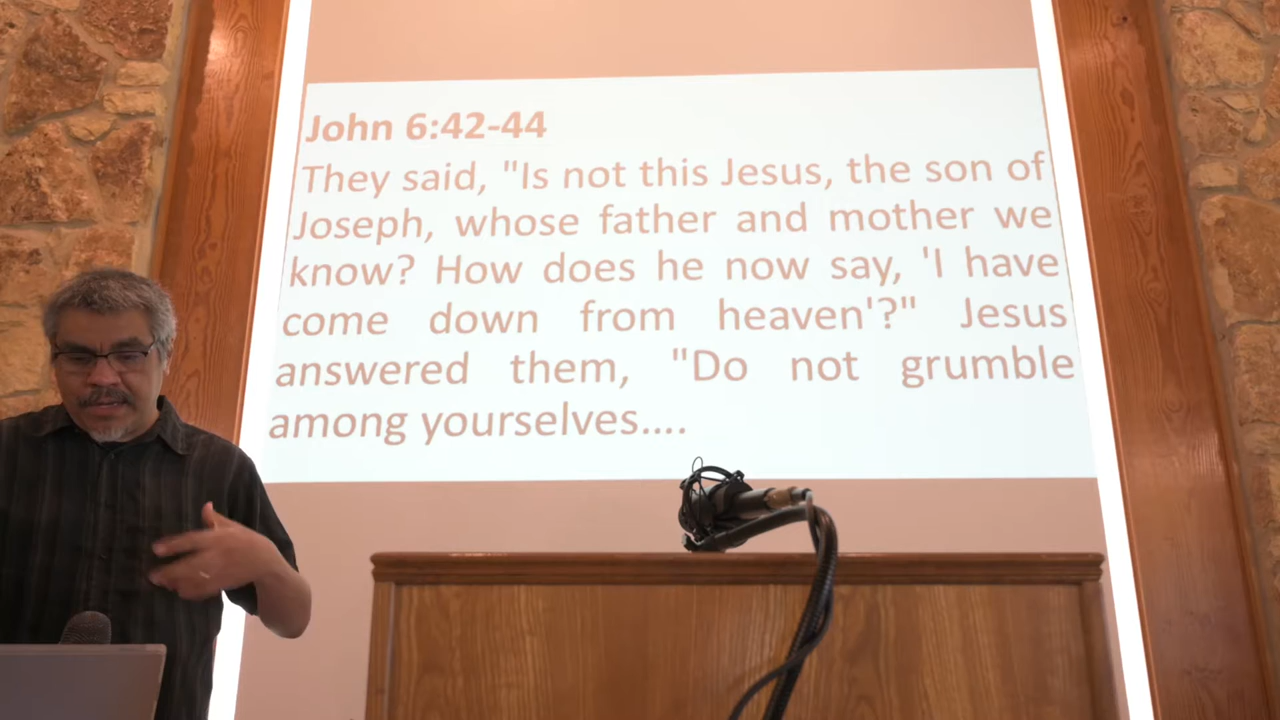 John 6:42-44
They said, "Is not this Jesus, the son of
Joseph, whose father and mother we
know? How does he now say, 'I have
come down from heaven'?" Jesus
answered them, "Do not grumble
among yourselves....